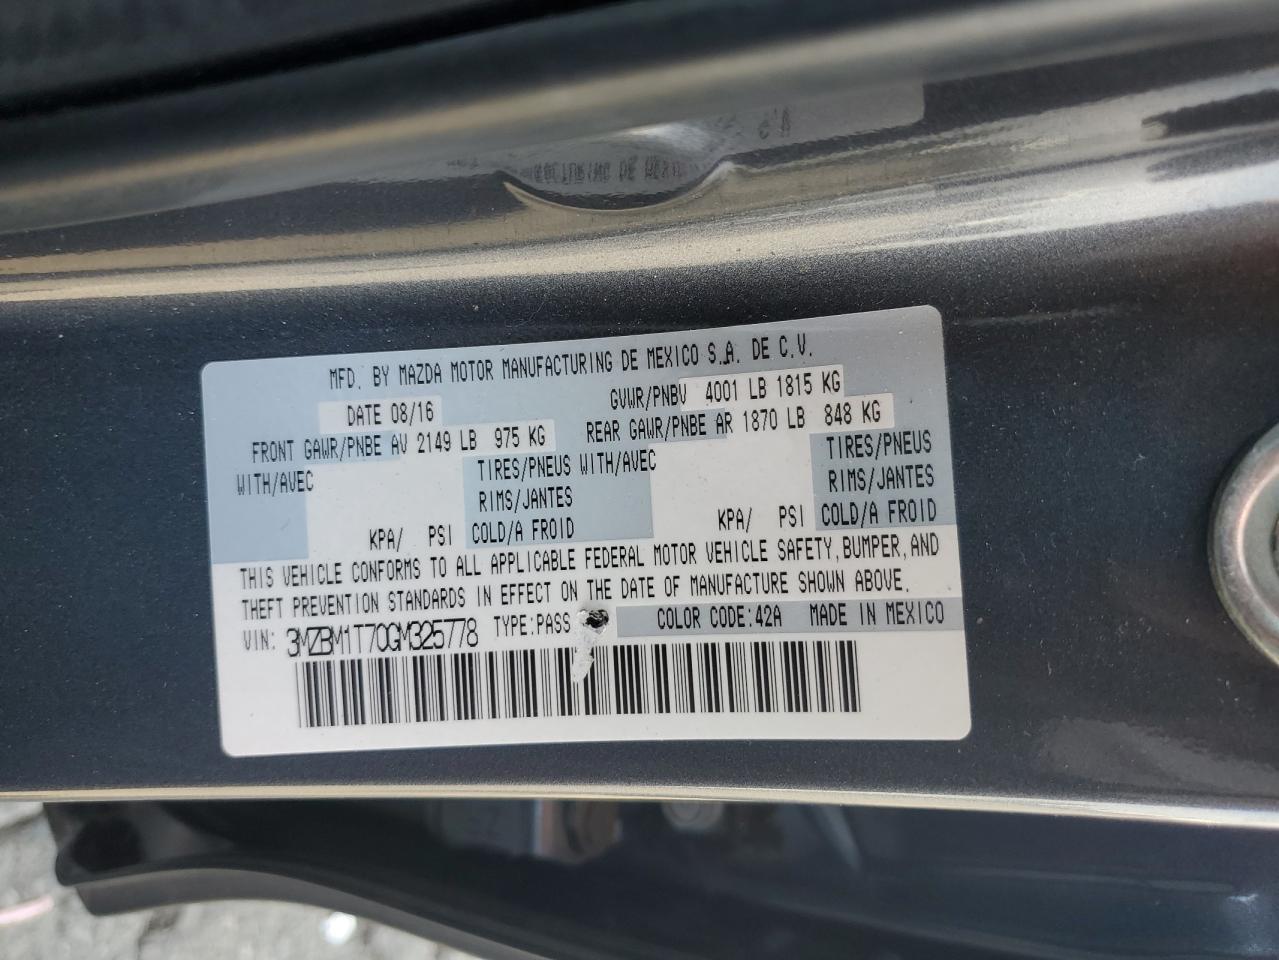 MFD. BY MAZDA MOTOR MANUFACTURING DE MEXICO S.A. DE C.V.
DATE 08/16 GVWR/PNBV 4001 LB 1815 KG
FRONT GAWR/PNBE AV 2149 LB 975 KG REAR GAWR/PNBE AR 1870 LB 848 KG
WITH/AVEC TIRES/PNEUS WITH/AVEC TIRES/PNEUS
RIMS/JANTES RIMS/JANTES
KPA/ PSI COLD/A FROID KPA/ PSI COLD/A FROID
THIS VEHICLE CONFORMS TO ALL APPLICABLE FEDERAL MOTOR VEHICLE SAFETY, BUMPER, AND
THEFT PREVENTION STANDARDS IN EFFECT ON THE DATE OF MANUFACTURE SHOWN ABOVE.
VIN: 3MZBM1T70GM325778 TYPE:PASS COLOR CODE:42A MADE IN MEXICO